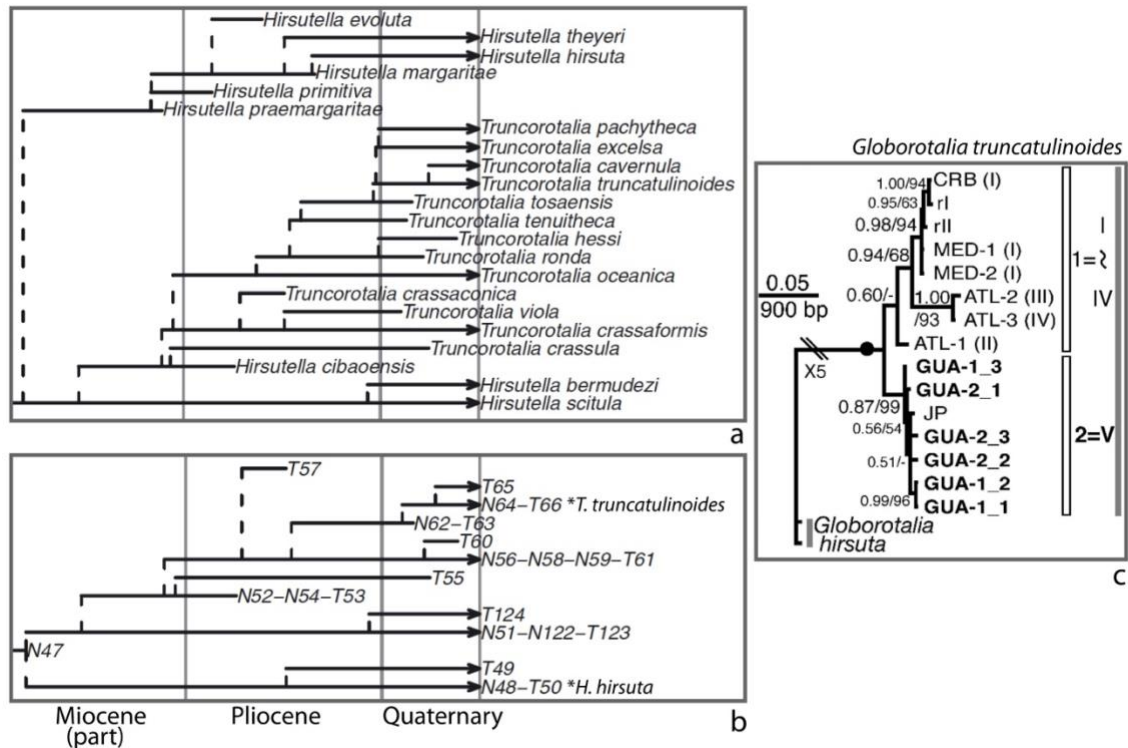 Hirsutella evoluta
Hirsutella theyeri
Hirsutella hirsuta
Hirsutella margaritae
Hirsutella primitiva
Hirsutella praemargaritae
Truncorotalia pachytheca
Truncorotalia excelsa
Truncorotalia cavernula
Truncorotalia truncatulinoides
Truncorotalia tosaensis
Truncorotalia tenuitheca
Truncorotalia hessi
Truncorotalia ronda
Truncorotalia oceanica
Truncorotalia crassaconica
Truncorotalia viola
Truncorotalia crassaformis
Truncorotalia crassula
Hirsutella cibaoensis
Hirsutella bermudezi
Hirsutella scitula
a
T57
T65
N64–T66 *T. truncatulinoides
N62–T63
T60
N56–N58–N59–T61
T55
N52–N54–T53
T124
N51–N122–T123
N47
T49
N48–T50 *H. hirsuta
b
Miocene
(part)
Pliocene
Quaternary
Globorotalia truncatulinoides
1.00/94
CRB (I)
0.95/63
rI
0.98/94
rII
0.94/68
MED-1 (I)
MED-2 (I)
0.05
900 bp
0.60/-
1.00
/93
ATL-2 (III)
ATL-3 (IV)
ATL-1 (II)
I
1=
IV
X5
GUA-1_3
GUA-2_1
0.87/99
JP
0.56/54
GUA-2_3
0.51/-
GUA-2_2
GUA-1_2
0.99/96
GUA-1_1
2=V
Globorotalia
hirsuta
c